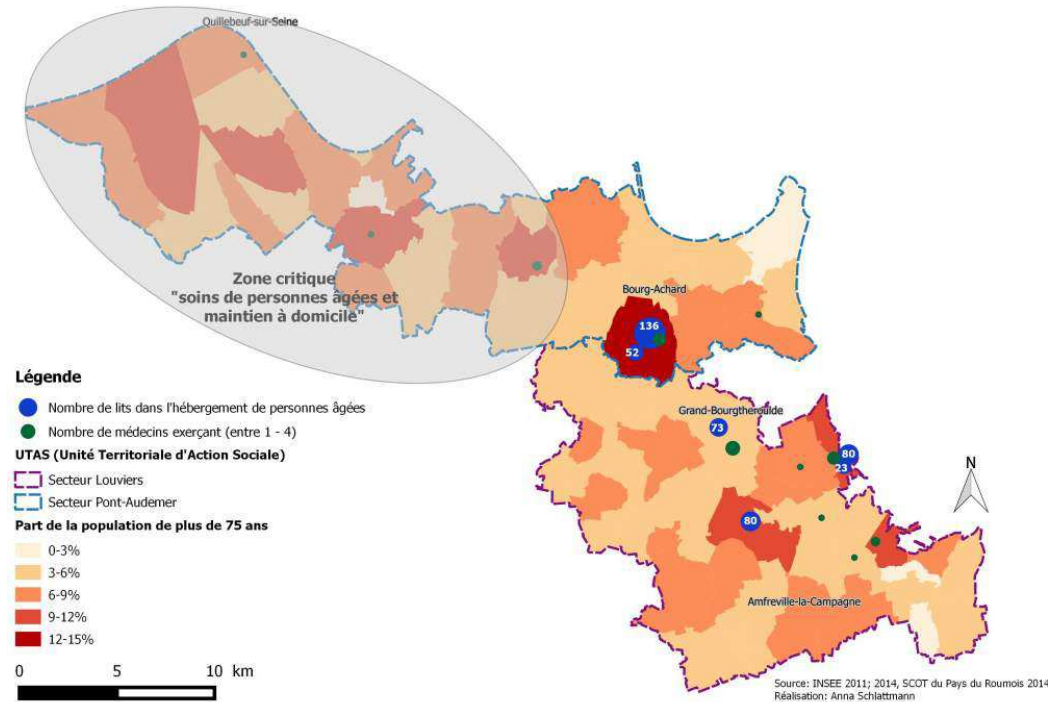 Quillebeuf-sur-Seine
Zone critique
"soins de personnes âgées et
maintien à domicile"
Bourg-Achard
136
52
Grand-Bourgtheroulde
73
80
23
80
Amfreville-la-Campagne
N
Légende
Nombre de lits dans l'hébergement de personnes âgées
Nombre de médecins exerçant (entre 1 - 4)
UTAS (Unité Territoriale d'Action Sociale)
Secteur Louviers
Secteur Pont-Audemer
Part de la population de plus de 75 ans
0-3%
3-6%
6-9%
9-12%
12-15%
0 5 10 km
Source: INSEE 2011; 2014, SCOT du Pays du Roumois 2014
Réalisation: Anna Schlattmann